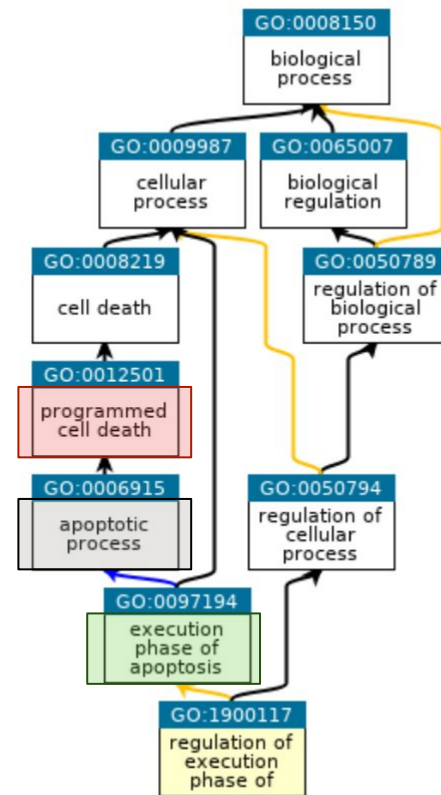 GO:0008150
biological
process
GO:0009987
cellular
process
GO:0065007
biological
regulation
GO:0008219
cell death
GO:0050789
regulation of
biological
process
GO:0012501
programmed
cell death
GO:0006915
apoptotic
process
GO:0050794
regulation of
cellular
process
GO:0097194
execution
phase of
apoptosis
GO:1900117
regulation of
execution
phase of